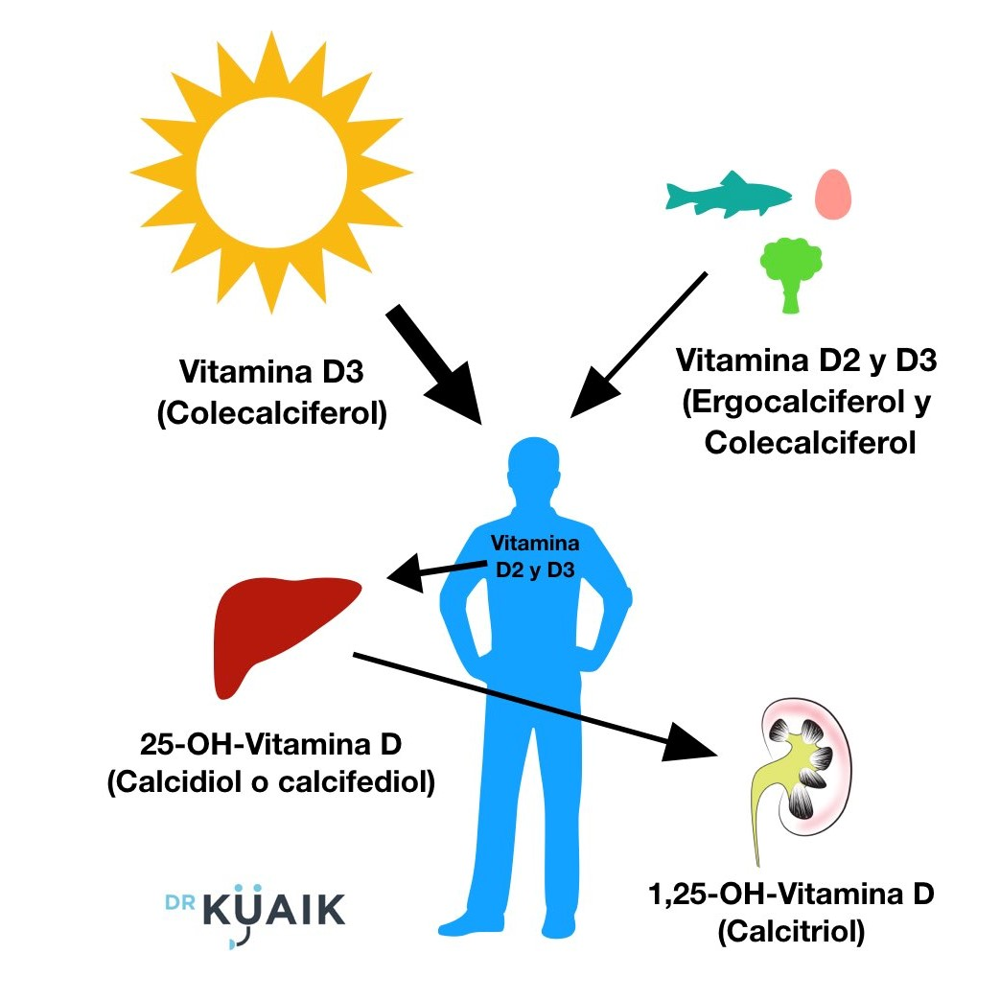 Vitamina D3
(Colecalciferol)
Vitamina D2 y D3
(Ergocalciferol y
Colecalciferol
Vitamina
D2 y D3
25-OH-Vitamina D
(Calcidiol o calcifediol)
1,25-OH-Vitamina D
(Calcitriol)
DR KÜAIK